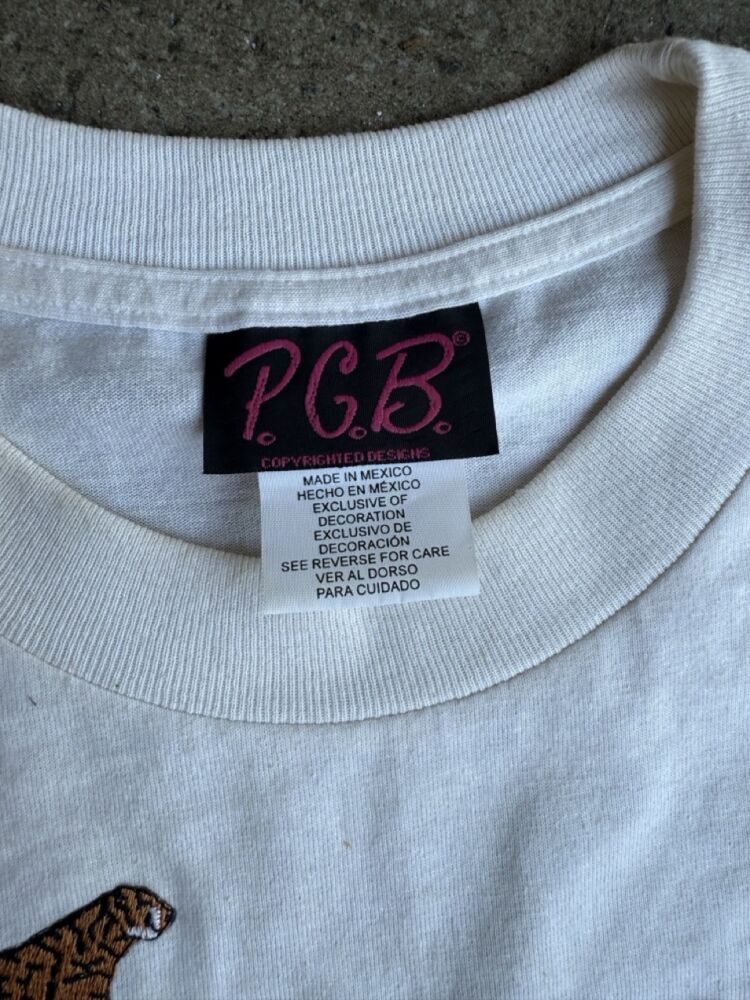 P.G.B.©
COPYRIGHTED DESIGNS
MADE IN MEXICO
HECHO EN MÉXICO
EXCLUSIVE OF
DECORATION
EXCLUSIVO DE
DECORACIÓN
SEE REVERSE FOR CARE
VER AL DORSO
PARA CUIDADO